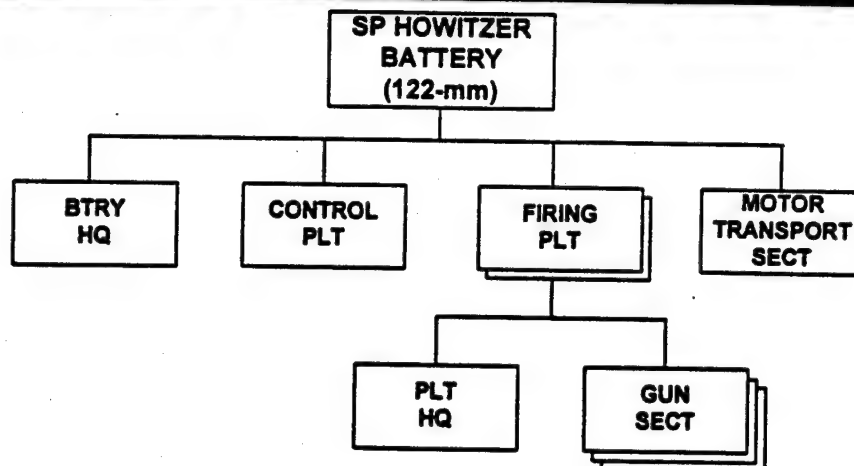 SP HOWITZER
BATTERY
(122-mm)
BTRY
HQ
CONTROL
PLT
FIRING
PLT
MOTOR
TRANSPORT
SECT
PLT
HQ
GUN
SECT